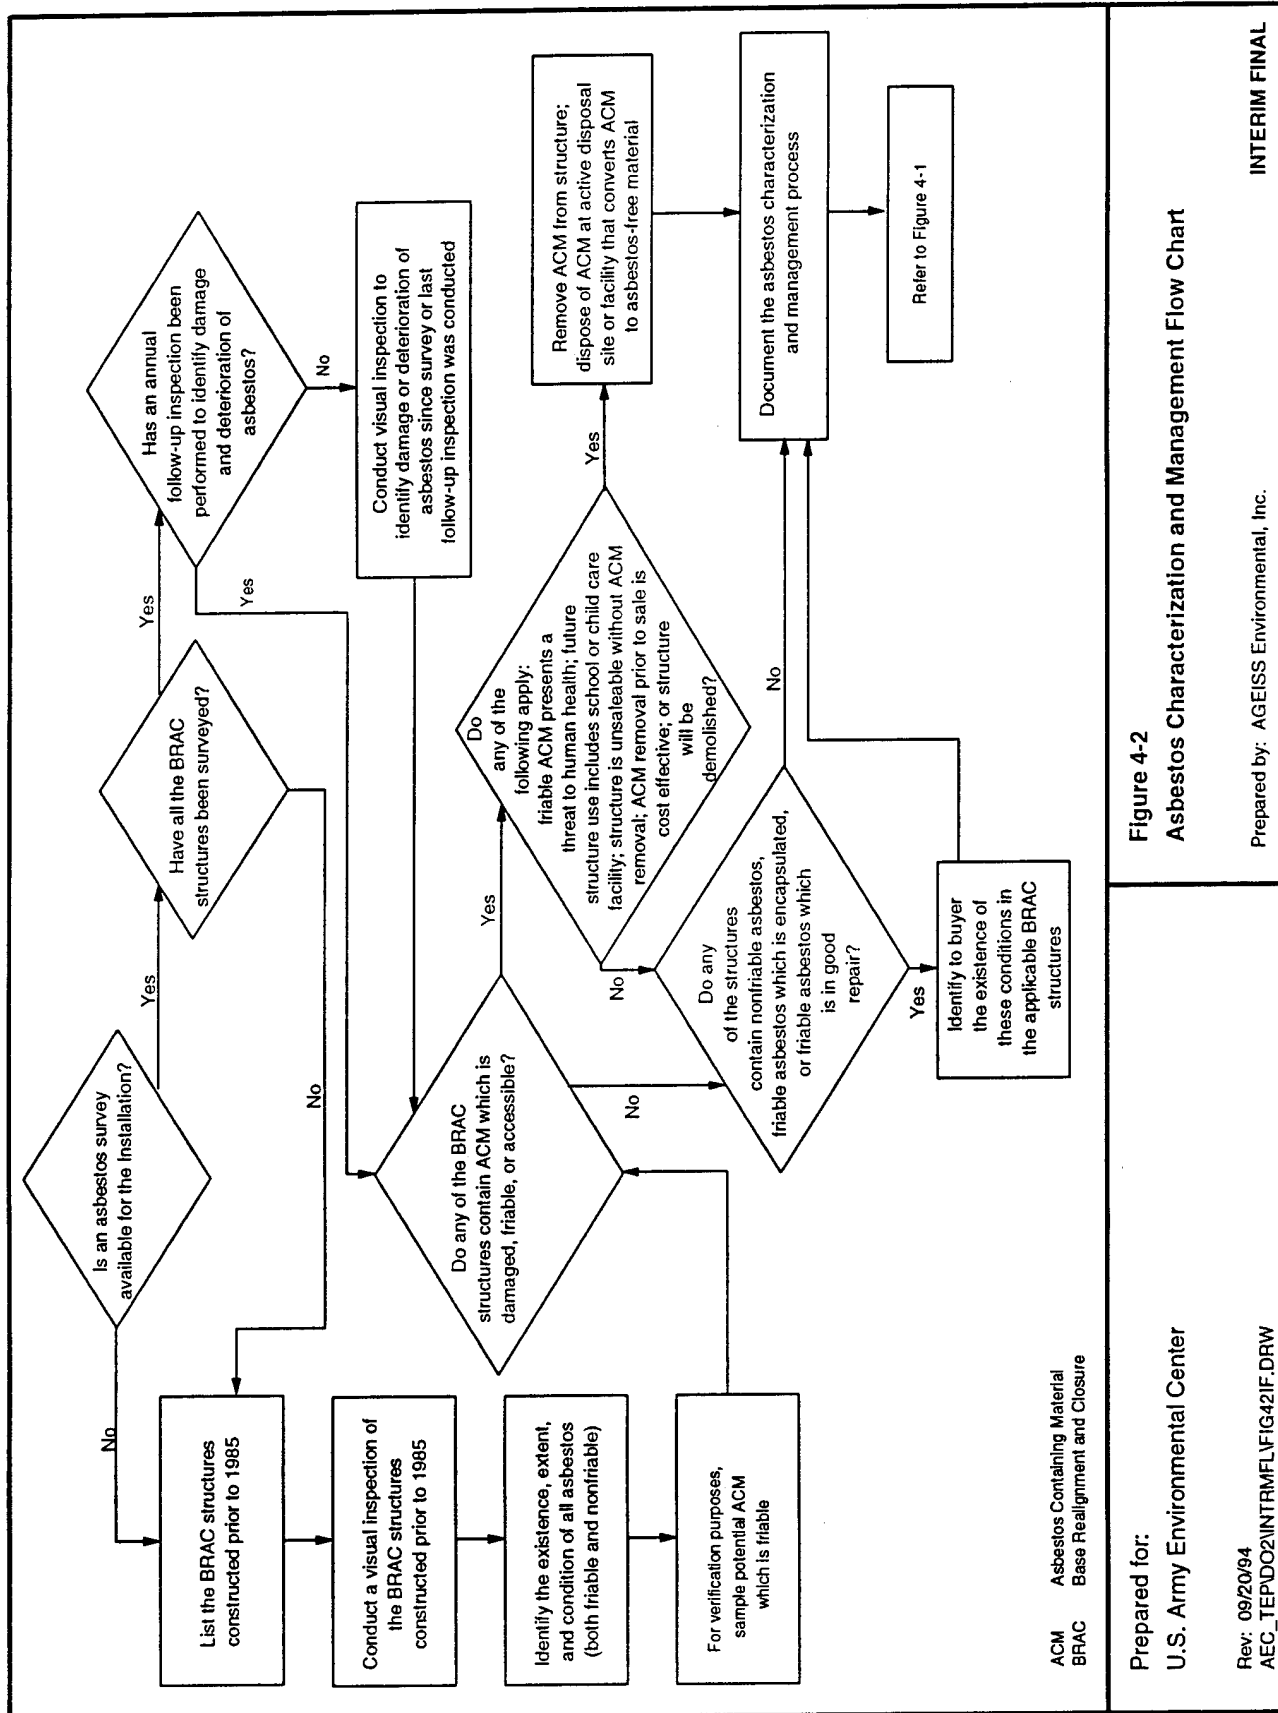 Is an asbestos survey
available for the Installation?
Yes
No
Have all the BRAC
structures been surveyed?
Yes
No
Has an annual
follow-up inspection been
performed to identify damage
and deterioration of
asbestos?
Yes
No
List the BRAC structures
constructed prior to 1985
Conduct a visual inspection of
the BRAC structures
constructed prior to 1985
Identify the existence, extent,
and condition of all asbestos
(both friable and nonfriable)
For verification purposes,
sample potential ACM
which is friable
Conduct visual inspection to
identify damage or deterioration of
asbestos since survey or last
follow-up inspection was conducted
Do any of the BRAC
structures contain ACM which is
damaged, friable, or accessible?
Yes
No
Do
any of the
following apply:
friable ACM presents a
threat to human health; future
structure use includes school or child care
facility; structure is unsaleable without ACM
removal; ACM removal prior to sale is
cost effective; or structure
will be
demolished?
Yes
No
Remove ACM from structure;
dispose of ACM at active disposal
site or facility that converts ACM
to asbestos-free material
Do any
of the structures
contain nonfriable asbestos,
friable asbestos which is encapsulated,
or friable asbestos which
is in good
repair?
No
Yes
Identify to buyer
the existence of
these conditions in
the applicable BRAC
structures
Document the asbestos characterization
and management process
Refer to Figure 4-1
ACM Asbestos Containing Material
BRAC Base Realignment and Closure
Prepared for:
U.S. Army Environmental Center
Rev: 09/20/94
AEC_TEP\DO2\INTRMFL\FIG42IF.DRW
Figure 4-2
Asbestos Characterization and Management Flow Chart
Prepared by: AGEISS Environmental, Inc.
INTERIM FINAL